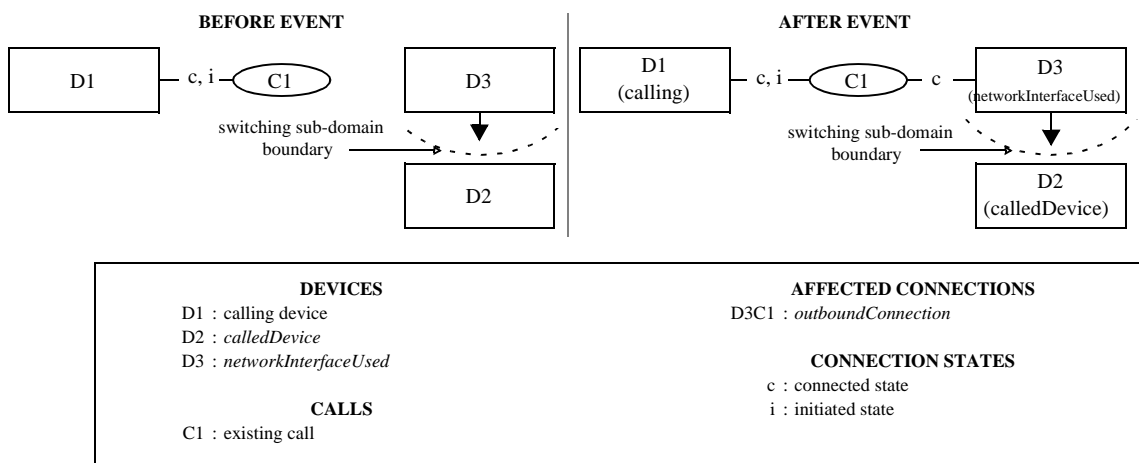 BEFORE EVENT
D1
c, i
C1
D3
switching sub-domain
boundary
D2
AFTER EVENT
D1
(calling)
c, i
C1
c
D3
(networkInterfaceUsed)
switching sub-domain
boundary
D2
(calledDevice)
DEVICES
D1 : calling device
D2 : calledDevice
D3 : networkInterfaceUsed
CALLS
C1 : existing call
AFFECTED CONNECTIONS
D3C1 : outboundConnection
CONNECTION STATES
c : connected state
i : initiated state